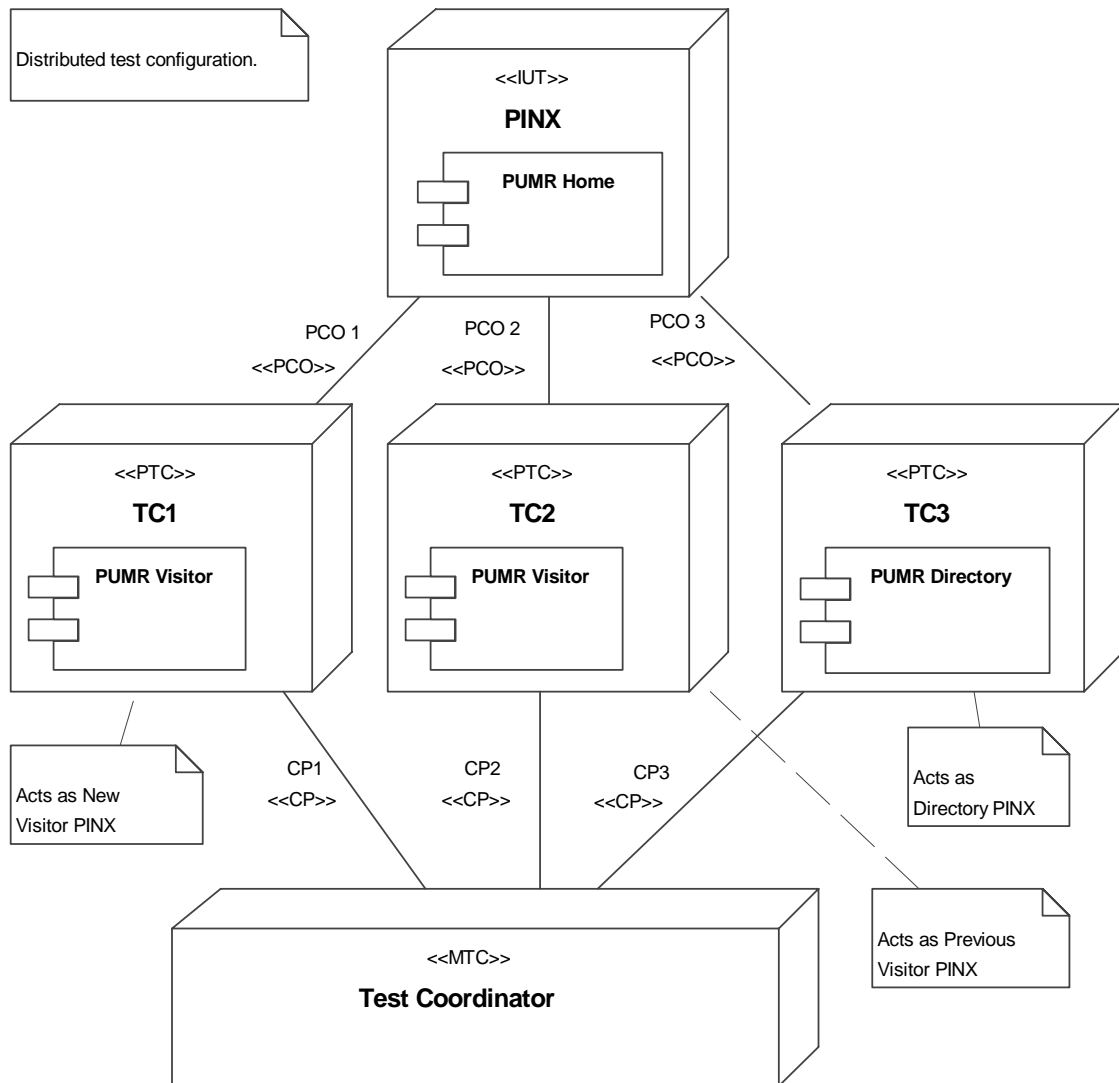 Distributed test configuration.
<<IUT>>
PINX
PUMR Home
PCO 1
<<PCO>>
PCO 2
<<PCO>>
PCO 3
<<PCO>>
<<PTC>>
TC1
PUMR Visitor
<<PTC>>
TC2
PUMR Visitor
<<PTC>>
TC3
PUMR Directory
Acts as New
Visitor PINX
CP1
<<CP>>
CP2
<<CP>>
CP3
<<CP>>
Acts as
Directory PINX
Acts as Previous
Visitor PINX
<<MTC>>
Test Coordinator